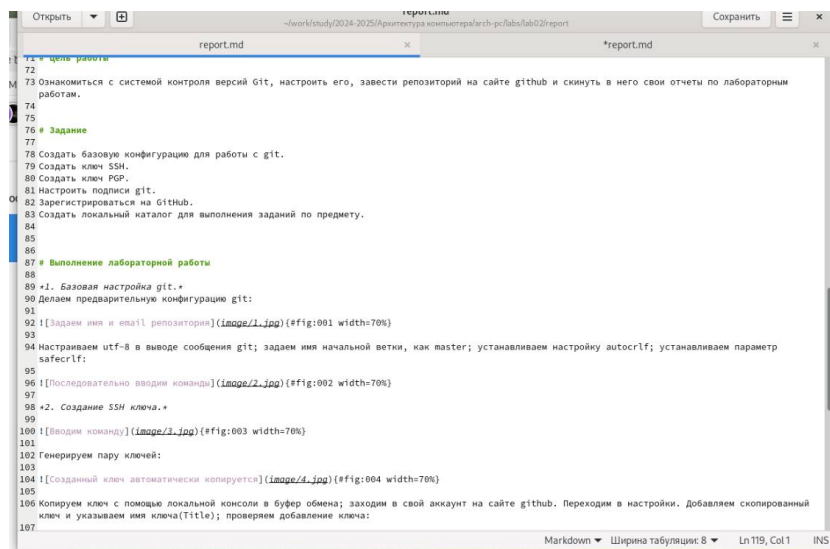 Открыть
report.md
~/work/study/2024-2025/Архитектура компьютера/arch-pc/labs/lab02/report
Сохранить
report.md
*report.md
71 # Цель работы
72
73 Ознакомиться с системой контроля версий Git, настроить его, завести репозиторий на сайте github и скинуть в него свои отчеты по лабораторным
работам.
74
75
76 # Задание
77
78 Создать базовую конфигурацию для работы с git.
79 Создать ключ SSH.
80 Создать ключ PGP.
81 Настроить подписи git.
82 Зарегистрироваться на GitHub.
83 Создать локальный каталог для выполнения заданий по предмету.
84
85
86
87 # Выполнение лабораторной работы
88
89 *1. Базовая настройка git.*
90 Делаем предварительную конфигурацию git:
91
92 ![Задаем имя и email репозитория](image/1.jpg){#fig:001 width=70%}
93
94 Настраиваем utf-8 в выводе сообщения git; задаем имя начальной ветки, как master; устанавливаем настройку autocrlf; устанавливаем параметр
safecrlf:
95
96 ![Последовательно вводим команды](image/2.jpg){#fig:002 width=70%}
97
98 *2. Создание SSH ключа.*
99
100 ![Вводим команду](image/3.jpg){#fig:003 width=70%}
101
102 Генерируем пару ключей:
103
104 ![Созданный ключ автоматически копируется](image/4.jpg){#fig:004 width=70%}
105
106 Копируем ключ с помощью локальной консоли в буфер обмена; заходим в свой аккаунт на сайте github. Переходим в настройки. Добавляем скопированный
ключ и указываем имя ключа(Title); проверяем добавление ключа:
107
Markdown
Ширина табуляции: 8
Ln 119, Col 1
INS